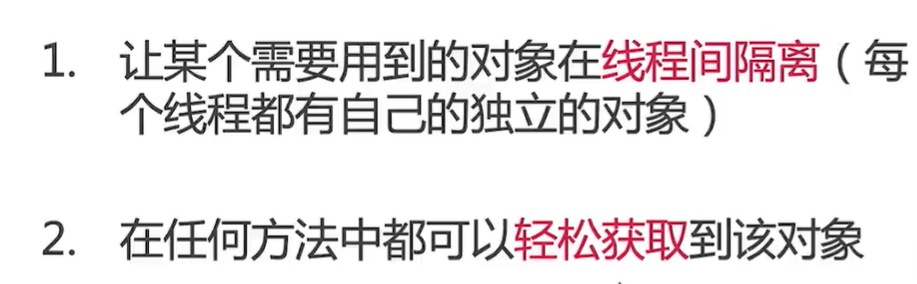 1. 让某个需要用到的对象在线程间隔离（每
个线程都有自己的独立的对象）
2. 在任何方法中都可以轻松获取到该对象